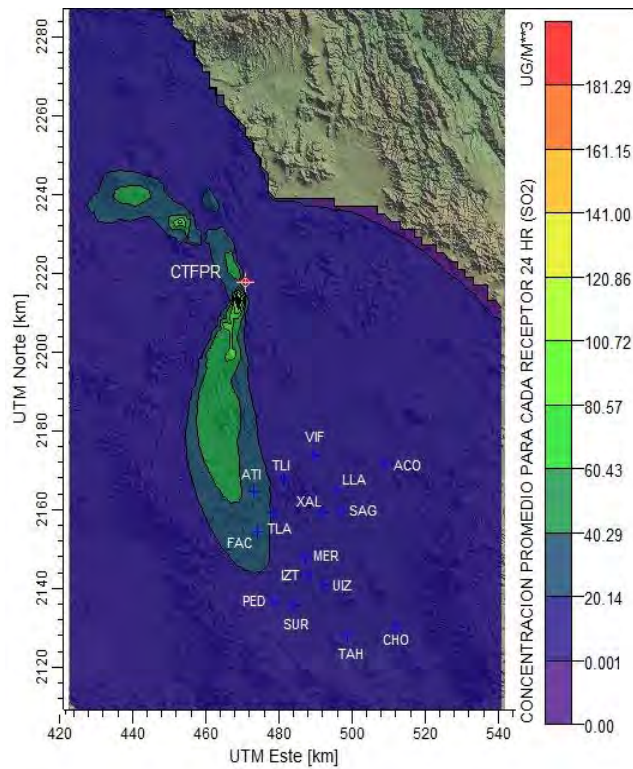 2280
2260
2240
2220
2200
2180
2160
2140
2120
UTM Norte [km]
CTFPR
VIF
TLI
ACO
ATI
LLA
XAL
SAG
TLA
FAC
MER
IZT
UIZ
PED
SUR
CHO
TAH
420 440 460 480 500 520 540
UTM Este [km]
CONCENTRACION PROMEDIO PARA CADA RECEPTOR 24 HR (SO2) UG/M**3
181.29
161.15
141.00
120.86
100.72
80.57
60.43
40.29
20.14
0.001
0.00